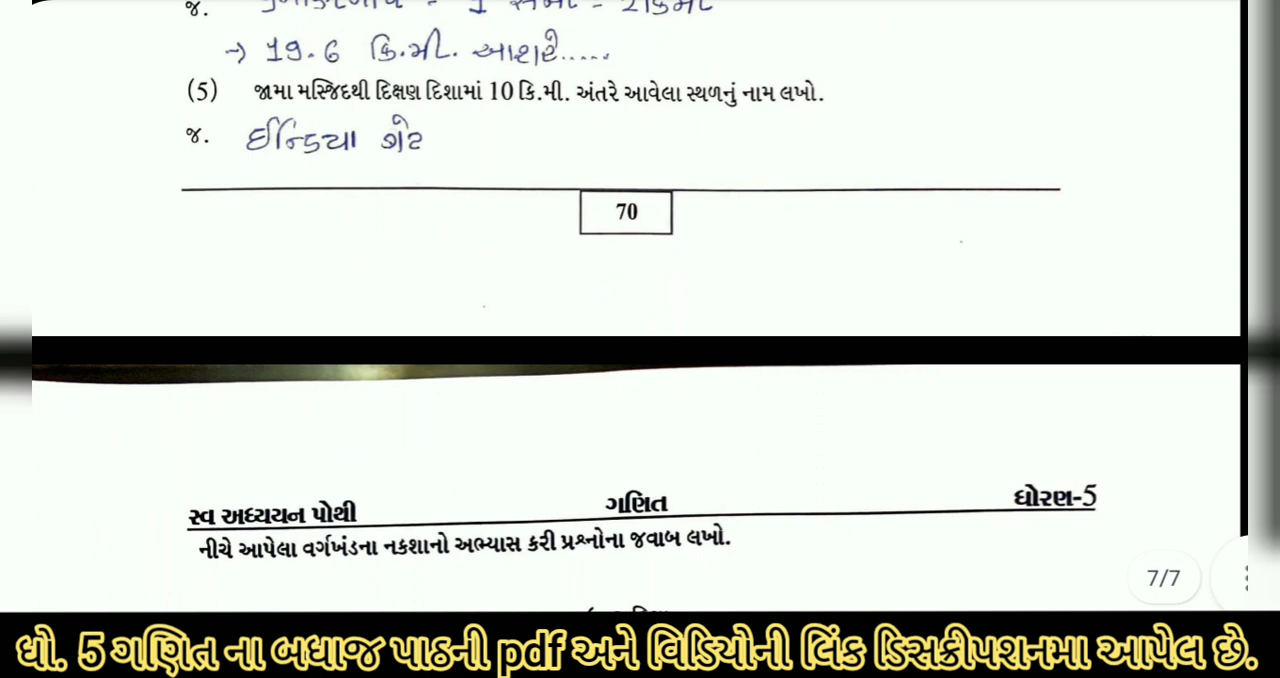 જ.
→ 19.6 કિ.મી. આશરે.....
(5) જામા મસ્જિદથી દિક્ષણ દિશામાં 10 કિ.મી. અંતરે આવેલા સ્થળનું નામ લખો.
જ. ઈન્ડિયા ગેટ
70
સ્વ અધ્યયન પોથી ગણિત ધોરણ-5
નીચે આપેલા વર્ગખંડના નકશાનો અભ્યાસ કરી પ્રશ્નોના જવાબ લખો.
7/7
ધો. 5 ગણિત ના બધાજ પાઠની pdf અને વિડિયોની લિંક ડિસક્રીપશનમા આપેલ છે.